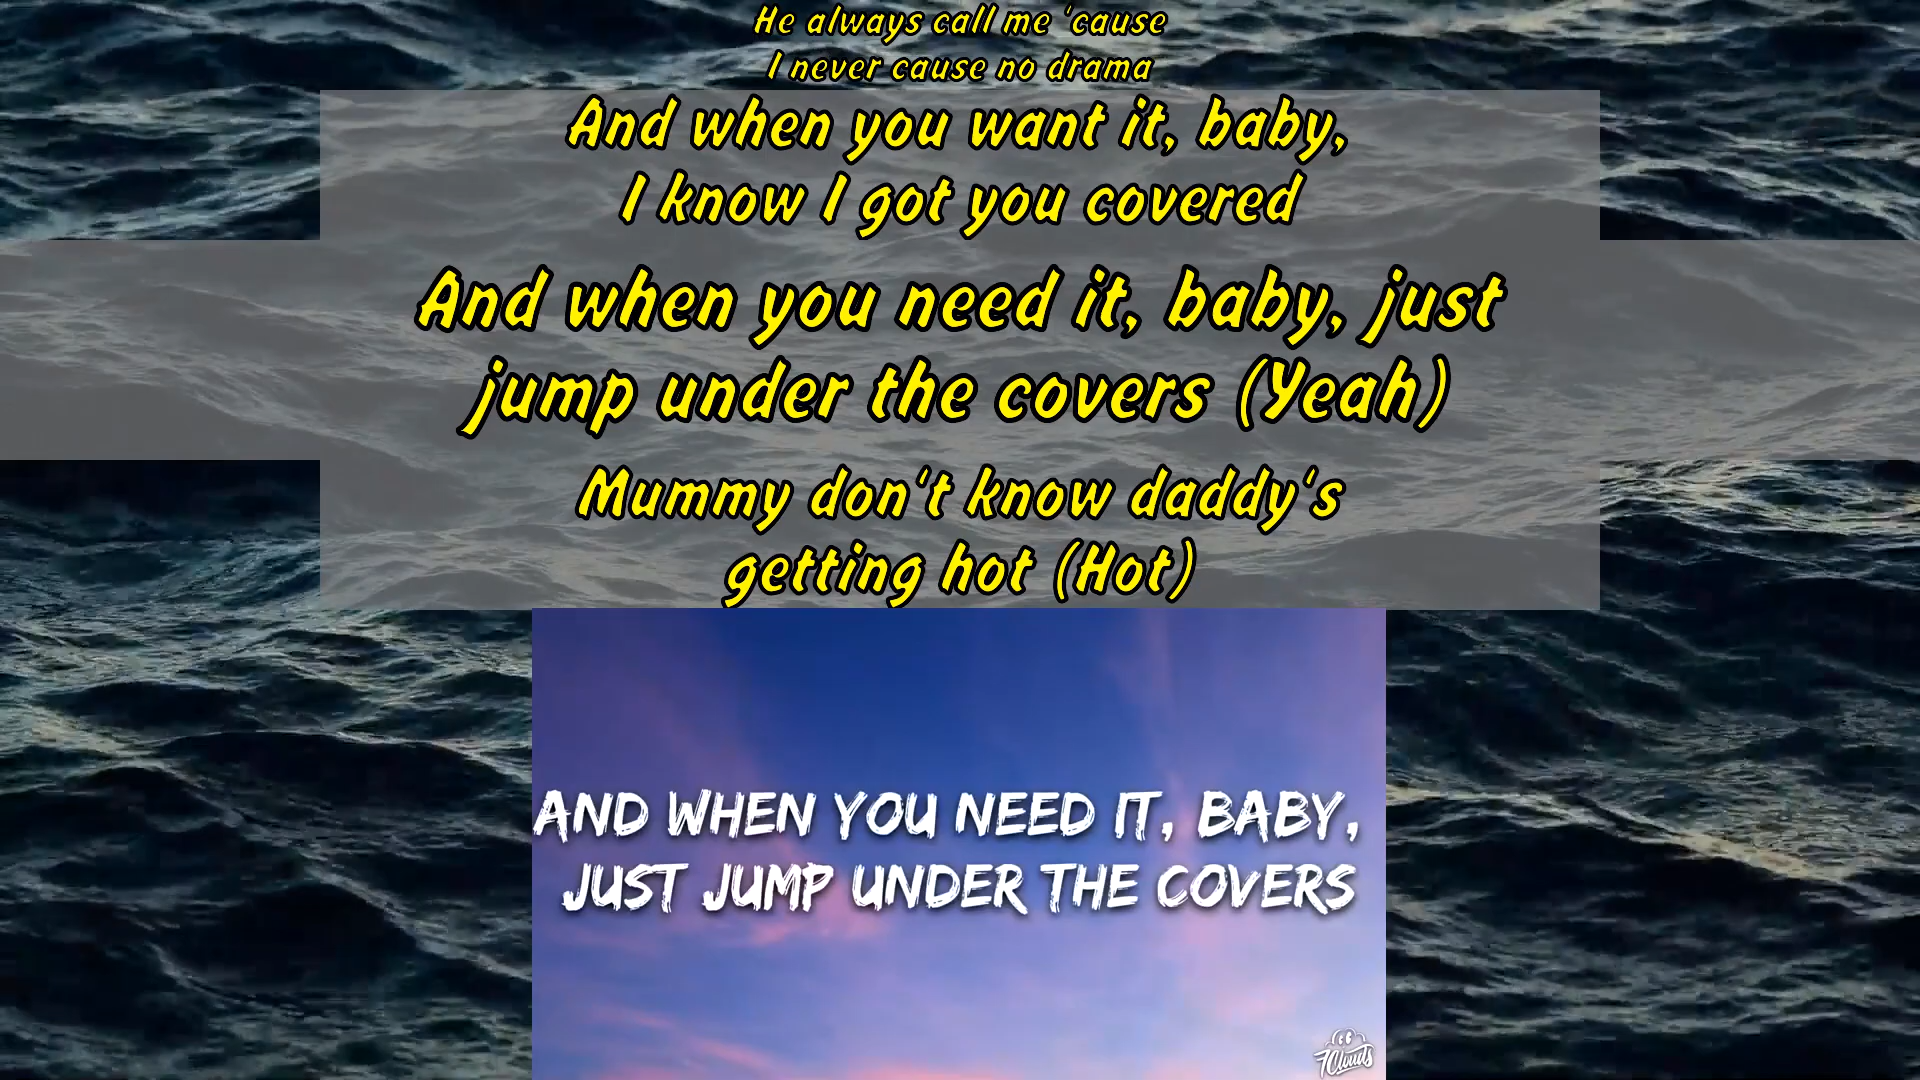 He always call me 'cause
I never cause no drama
And when you want it, baby,
I know I got you covered
And when you need it, baby, just
jump under the covers (Yeah)
Mummy don't know daddy's
getting hot (Hot)
AND WHEN YOU NEED IT, BABY,
JUST JUMP UNDER THE COVERS
7clouds